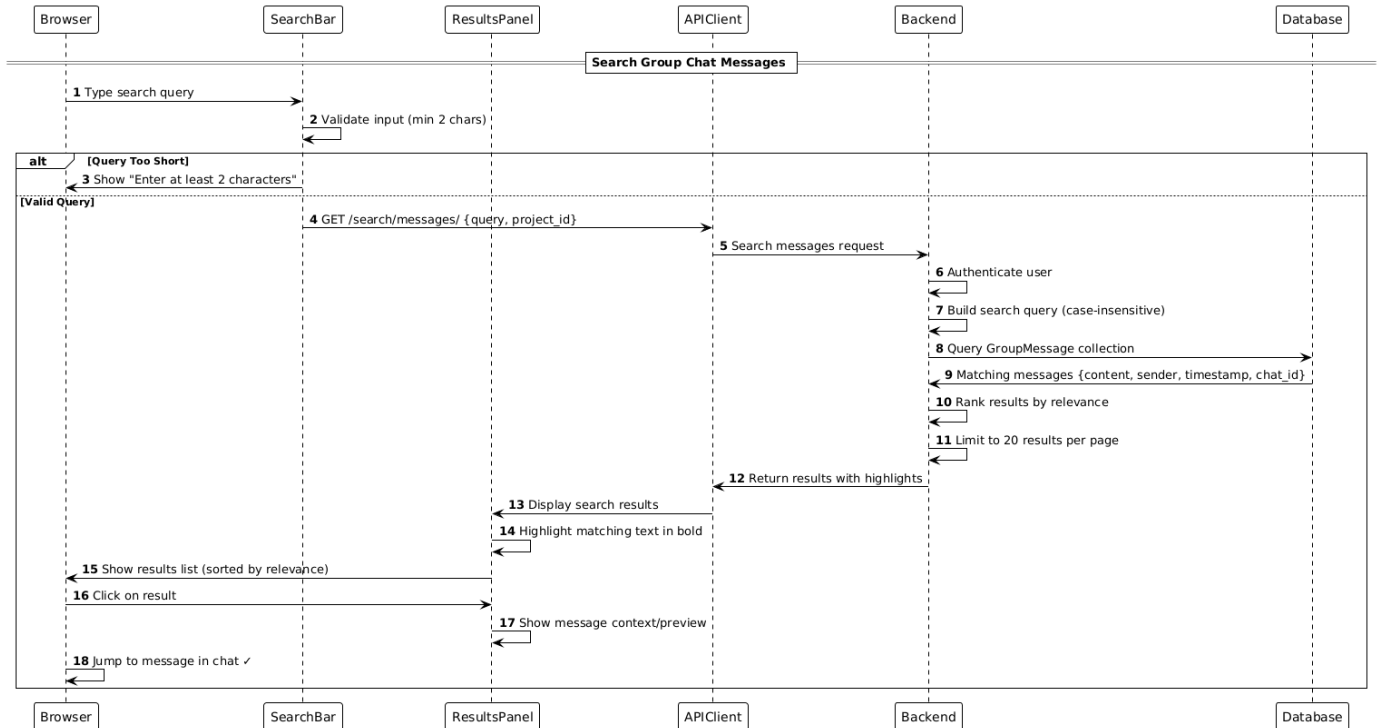 Browser SearchBar ResultsPanel APIClient Backend Database
Search Group Chat Messages
1 Type search query
2 Validate input (min 2 chars)
alt [Query Too Short]
3 Show "Enter at least 2 characters"
[Valid Query]
4 GET /search/messages/ {query, project_id}
5 Search messages request
6 Authenticate user
7 Build search query (case-insensitive)
8 Query GroupMessage collection
9 Matching messages {content, sender, timestamp, chat_id}
10 Rank results by relevance
11 Limit to 20 results per page
12 Return results with highlights
13 Display search results
14 Highlight matching text in bold
15 Show results list (sorted by relevance)
16 Click on result
17 Show message context/preview
18 Jump to message in chat ✓
Browser SearchBar ResultsPanel APIClient Backend Database